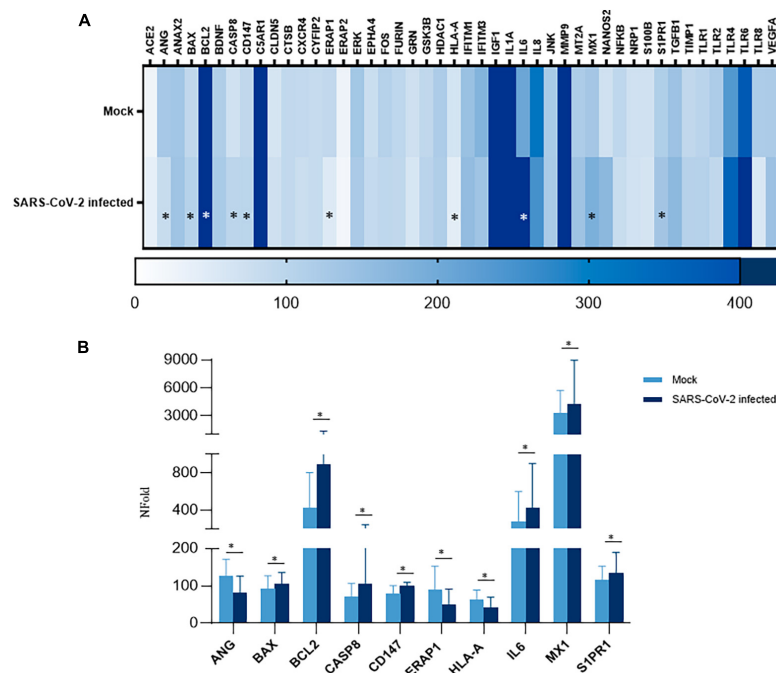 A
ACE2 ANG ANAX2 BAX BCL2 BDNF CASP8 CD147 C5AR1 CLDN5 CTSB CXCR4 CYFIP2 ERAP1 ERAP2 ERK EPHA4 FOS FURIN GRN GSK3B HDAC1 HLA-A IFITM1 IFITM3 IGF1 IL1A IL6 IL8 JNK MMP9 MT2A MX1 NANOS2 NFKB NRP1 S100B S1PR1 TGFB1 TIMP1 TLR1 TLR2 TLR4 TLR6 TLR8 VEGFA
Mock
SARS-CoV-2 infected
* * * * * * * * * *
0 100 200 300 400
B
9000
6000
3000
800
400
200
100
0
NFold
* * * * * * * * * *
Mock
SARS-CoV-2 infected
ANG BAX BCL2 CASP8 CD147 ERAP1 HLA-A IL6 MX1 S1PR1